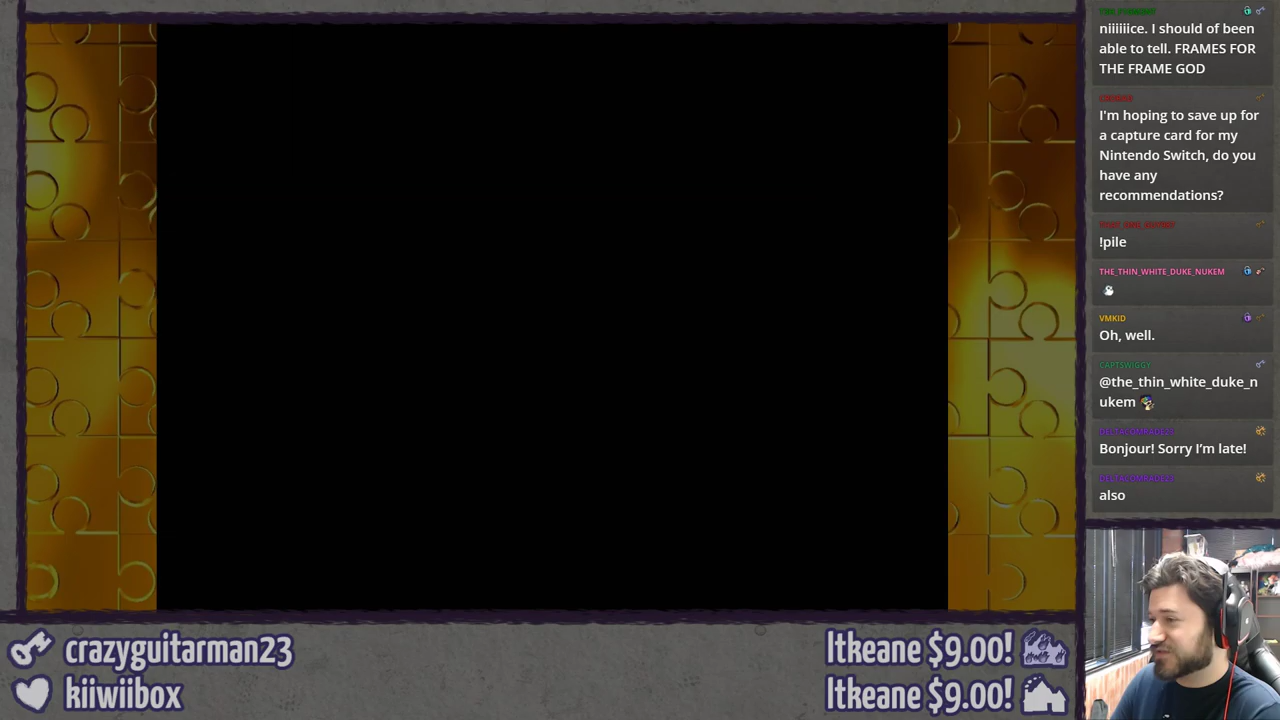 niiiiiice. I should of been
able to tell. FRAMES FOR
THE FRAME GOD
I'm hoping to save up for
a capture card for my
Nintendo Switch, do you
have any
recommendations?
!pile
THE_THIN_WHITE_DUKE_NUKEM
VMKID
Oh, well.
CAPTSWIGGY
@the_thin_white_duke_n
ukem
Bonjour! Sorry I'm late!
also
crazyguitarman23
ltkeane $9.00!
kiiwiibox
ltkeane $9.00!